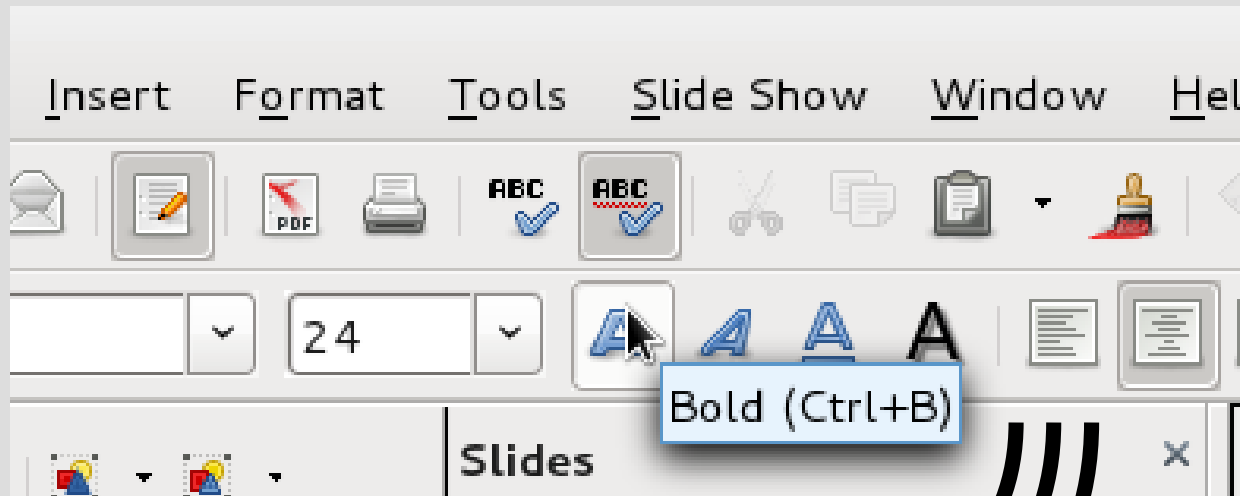 Insert Format Tools Slide Show Window Hel
PDF ABC ABC
24 A A A A
Bold (Ctrl+B)
Slides